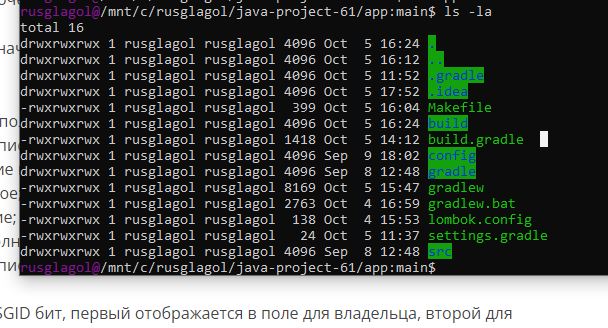 rusglagol@/mnt/c/rusglagol/java-project-61/app:main$ ls -la
total 16
drwxrwxrwx 1 rusglagol rusglagol 4096 Oct  5 16:24 .
drwxrwxrwx 1 rusglagol rusglagol 4096 Oct  5 16:12 ..
drwxrwxrwx 1 rusglagol rusglagol 4096 Oct  5 11:52 .gradle
drwxrwxrwx 1 rusglagol rusglagol 4096 Oct  5 17:52 .idea
-rwxrwxrwx 1 rusglagol rusglagol  399 Oct  5 16:04 Makefile
drwxrwxrwx 1 rusglagol rusglagol 4096 Oct  5 16:24 build
-rwxrwxrwx 1 rusglagol rusglagol 1418 Oct  5 14:12 build.gradle
drwxrwxrwx 1 rusglagol rusglagol 4096 Sep  9 18:02 config
drwxrwxrwx 1 rusglagol rusglagol 4096 Sep  8 12:48 gradle
-rwxrwxrwx 1 rusglagol rusglagol 8169 Oct  5 15:47 gradlew
-rwxrwxrwx 1 rusglagol rusglagol 2763 Oct  4 16:59 gradlew.bat
-rwxrwxrwx 1 rusglagol rusglagol  138 Oct  4 15:53 lombok.config
-rwxrwxrwx 1 rusglagol rusglagol   24 Oct  5 11:37 settings.gradle
drwxrwxrwx 1 rusglagol rusglagol 4096 Sep  8 12:48 src
rusglagol@/mnt/c/rusglagol/java-project-61/app:main$
SGID бит, первый отображается в поле для владельца, второй для